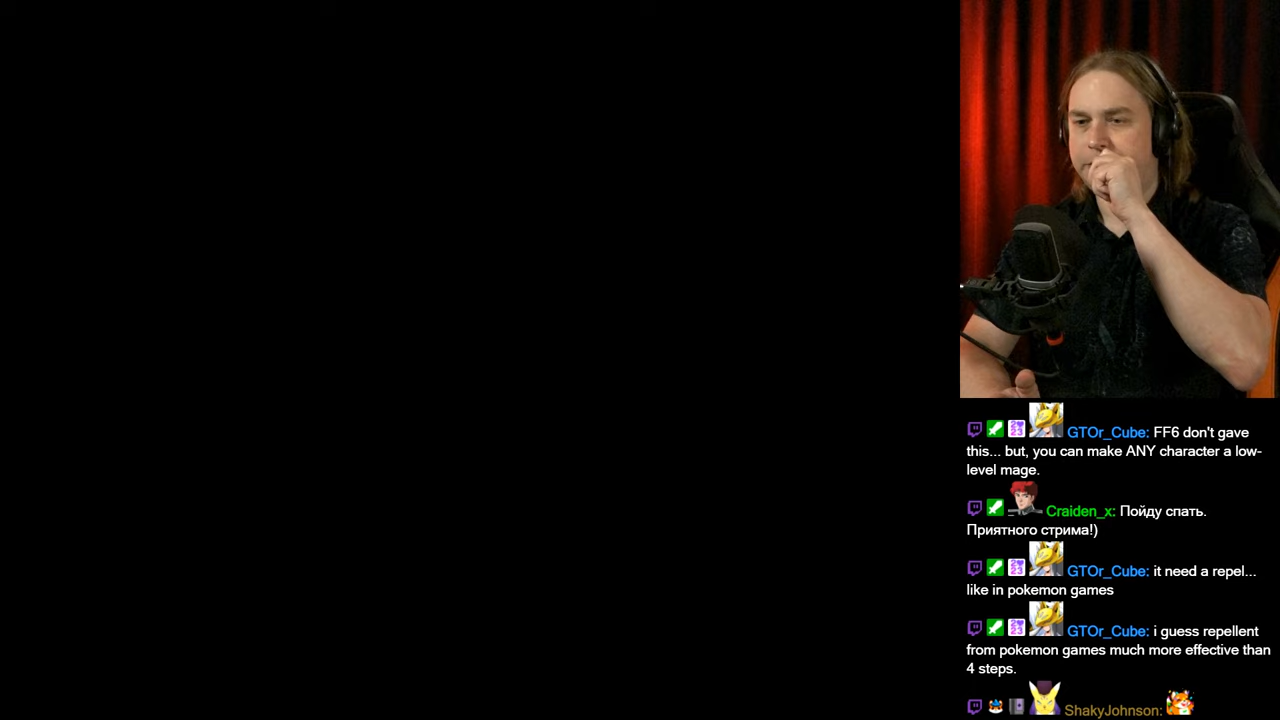 GTOr_Cube: FF6 don't gave
this... but, you can make ANY character a low-
level mage.
Craiden_x: Пойду спать.
Приятного стрима!)
GTOr_Cube: it need a repel...
like in pokemon games
GTOr_Cube: i guess repellent
from pokemon games much more effective than
4 steps.
ShakyJohnson: